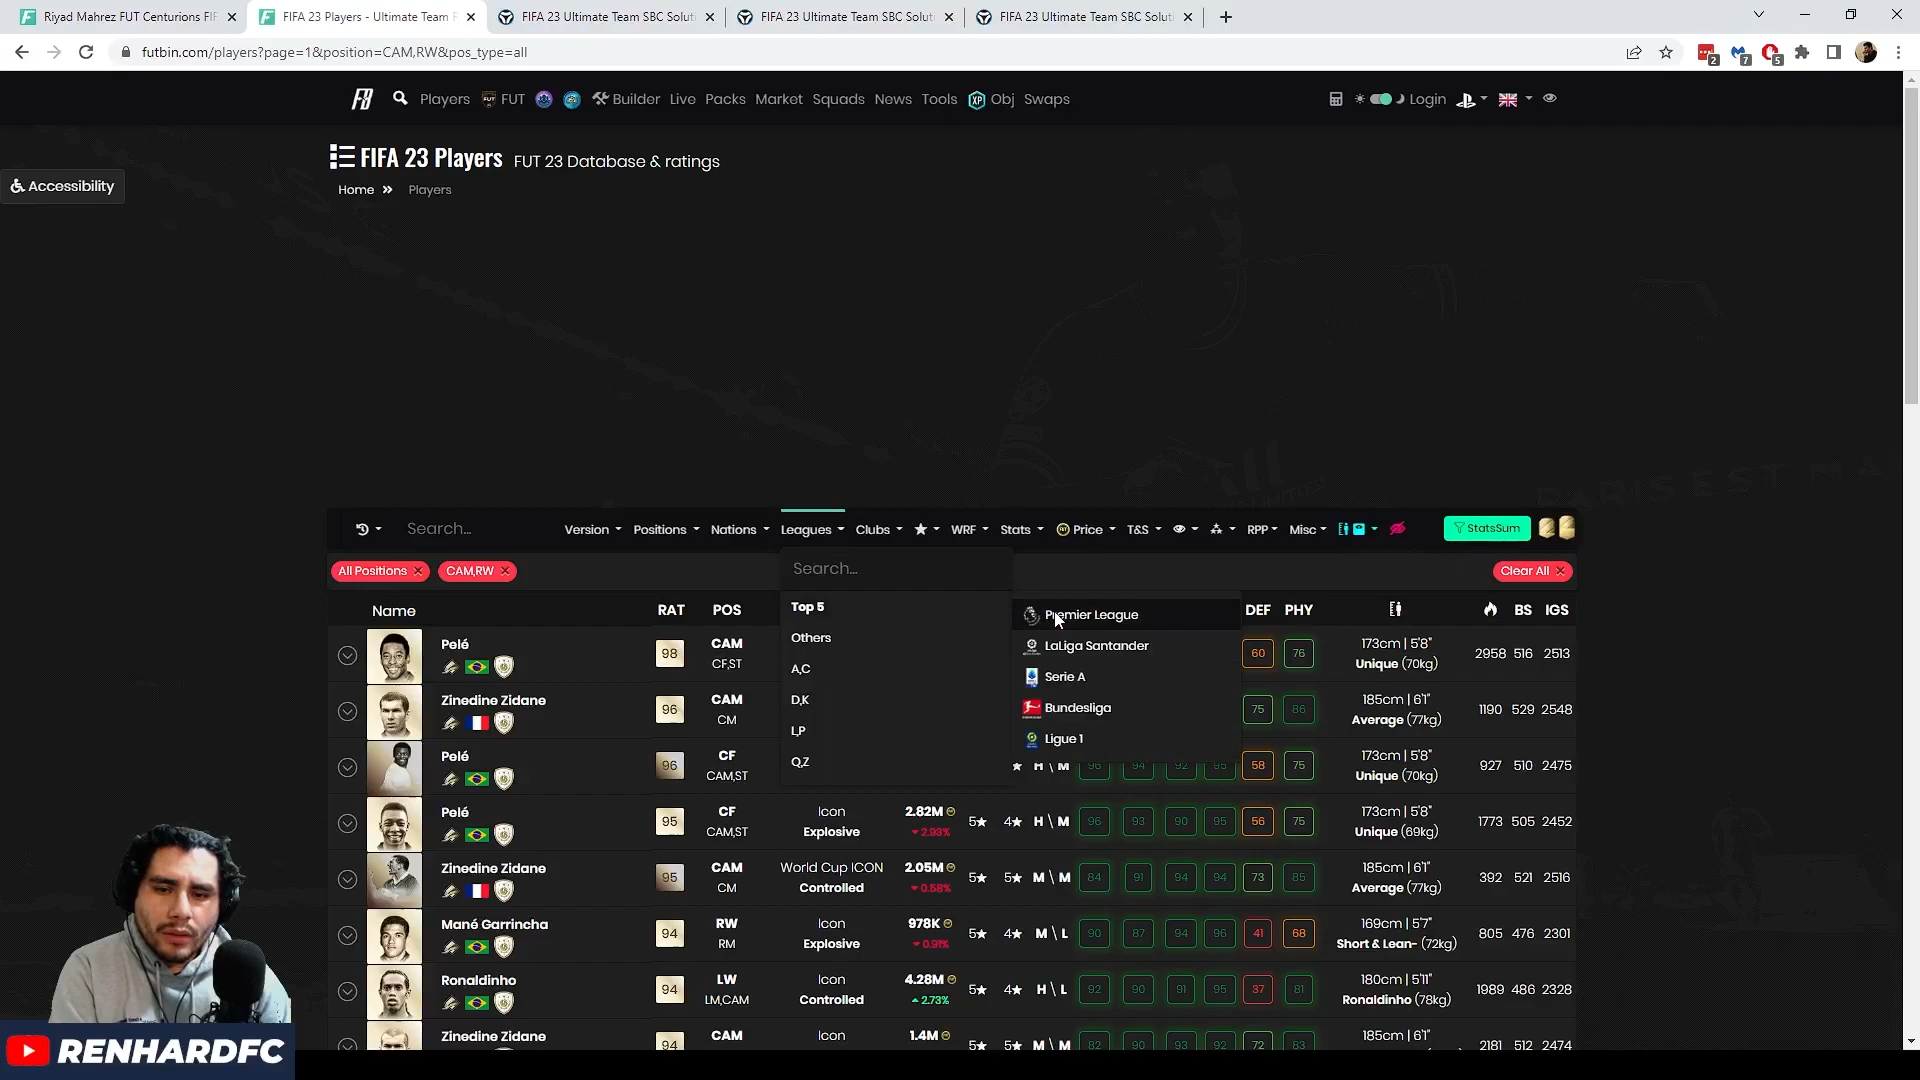 Riyad Mahrez FUT Centurions FIF
FIFA 23 Players - Ultimate Team
FIFA 23 Ultimate Team SBC Soluti
FIFA 23 Ultimate Team SBC Soluti
FIFA 23 Ultimate Team SBC Soluti
futbin.com/players?page=1&position=CAM,RW&pos_type=all
2 7 5
Players FUT Builder Live Packs Market Squads News Tools XP Obj Swaps Login
FIFA 23 Players FUT 23 Database & ratings
Accessibility
Home » Players
Search... Version Positions Nations Leagues Clubs WRF Stats Price T&S RPP Misc StatsSum
All Positions × CAM,RW × Clear All ×
Search...
Top 5
Others
A,C
D,K
L,P
Q,Z
Premier League
LaLiga Santander
Serie A
Bundesliga
Ligue 1
Name RAT POS DEF PHY BS IGS
Pelé 98 CAM 60 76 173cm | 5'8" 2958 516 2513
CF,ST Unique (70kg)
Zinedine Zidane 96 CAM 75 86 185cm | 6'1" 1190 529 2548
CM Average (77kg)
Pelé 96 CF H \ M 96 94 92 95 58 75 173cm | 5'8" 927 510 2475
CAM,ST Unique (70kg)
Pelé 95 CF Icon 2.82M 5★ 4★ H \ M 96 93 90 95 56 75 173cm | 5'8" 1773 505 2452
CAM,ST Explosive 2.93% Unique (69kg)
Zinedine Zidane 95 CAM World Cup ICON 2.05M 5★ 5★ M \ M 84 91 94 94 73 85 185cm | 6'1" 392 521 2516
CM Controlled 0.58% Average (77kg)
Mané Garrincha 94 RW Icon 978K 5★ 4★ M \ L 90 87 94 96 41 68 169cm | 5'7" 805 476 2301
RM Explosive 0.91% Short & Lean- (72kg)
Ronaldinho 94 LW Icon 4.28M 5★ 4★ H \ L 92 90 91 95 37 81 180cm | 5'11" 1989 486 2328
LM,CAM Controlled 2.73% Ronaldinho (78kg)
Zinedine Zidane 94 CAM Icon 1.4M 5★ 5★ M \ M 82 90 93 92 72 83 185cm | 6'1" 2181 512 2474
RENHARDFC